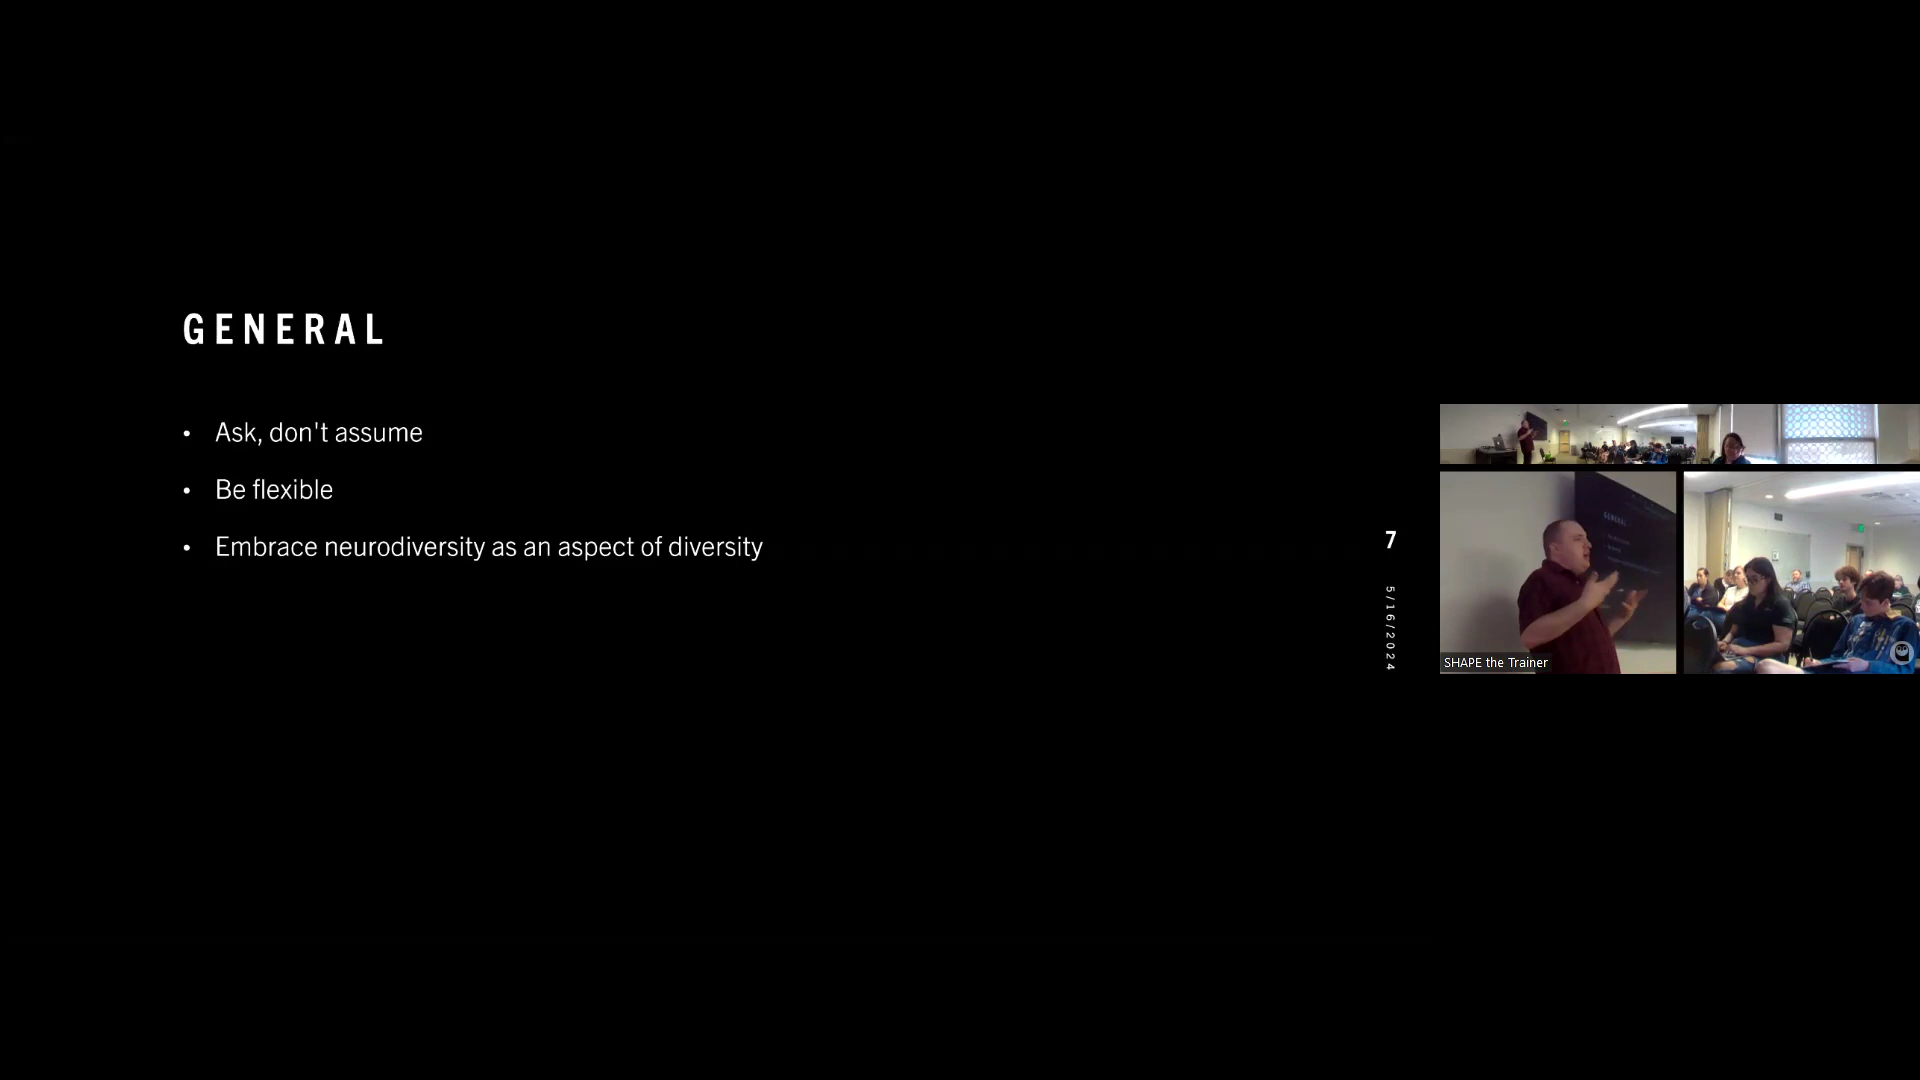 GENERAL
• Ask, don't assume
• Be flexible
• Embrace neurodiversity as an aspect of diversity
7
5/16/2024
SHAPE the Trainer
GENERAL